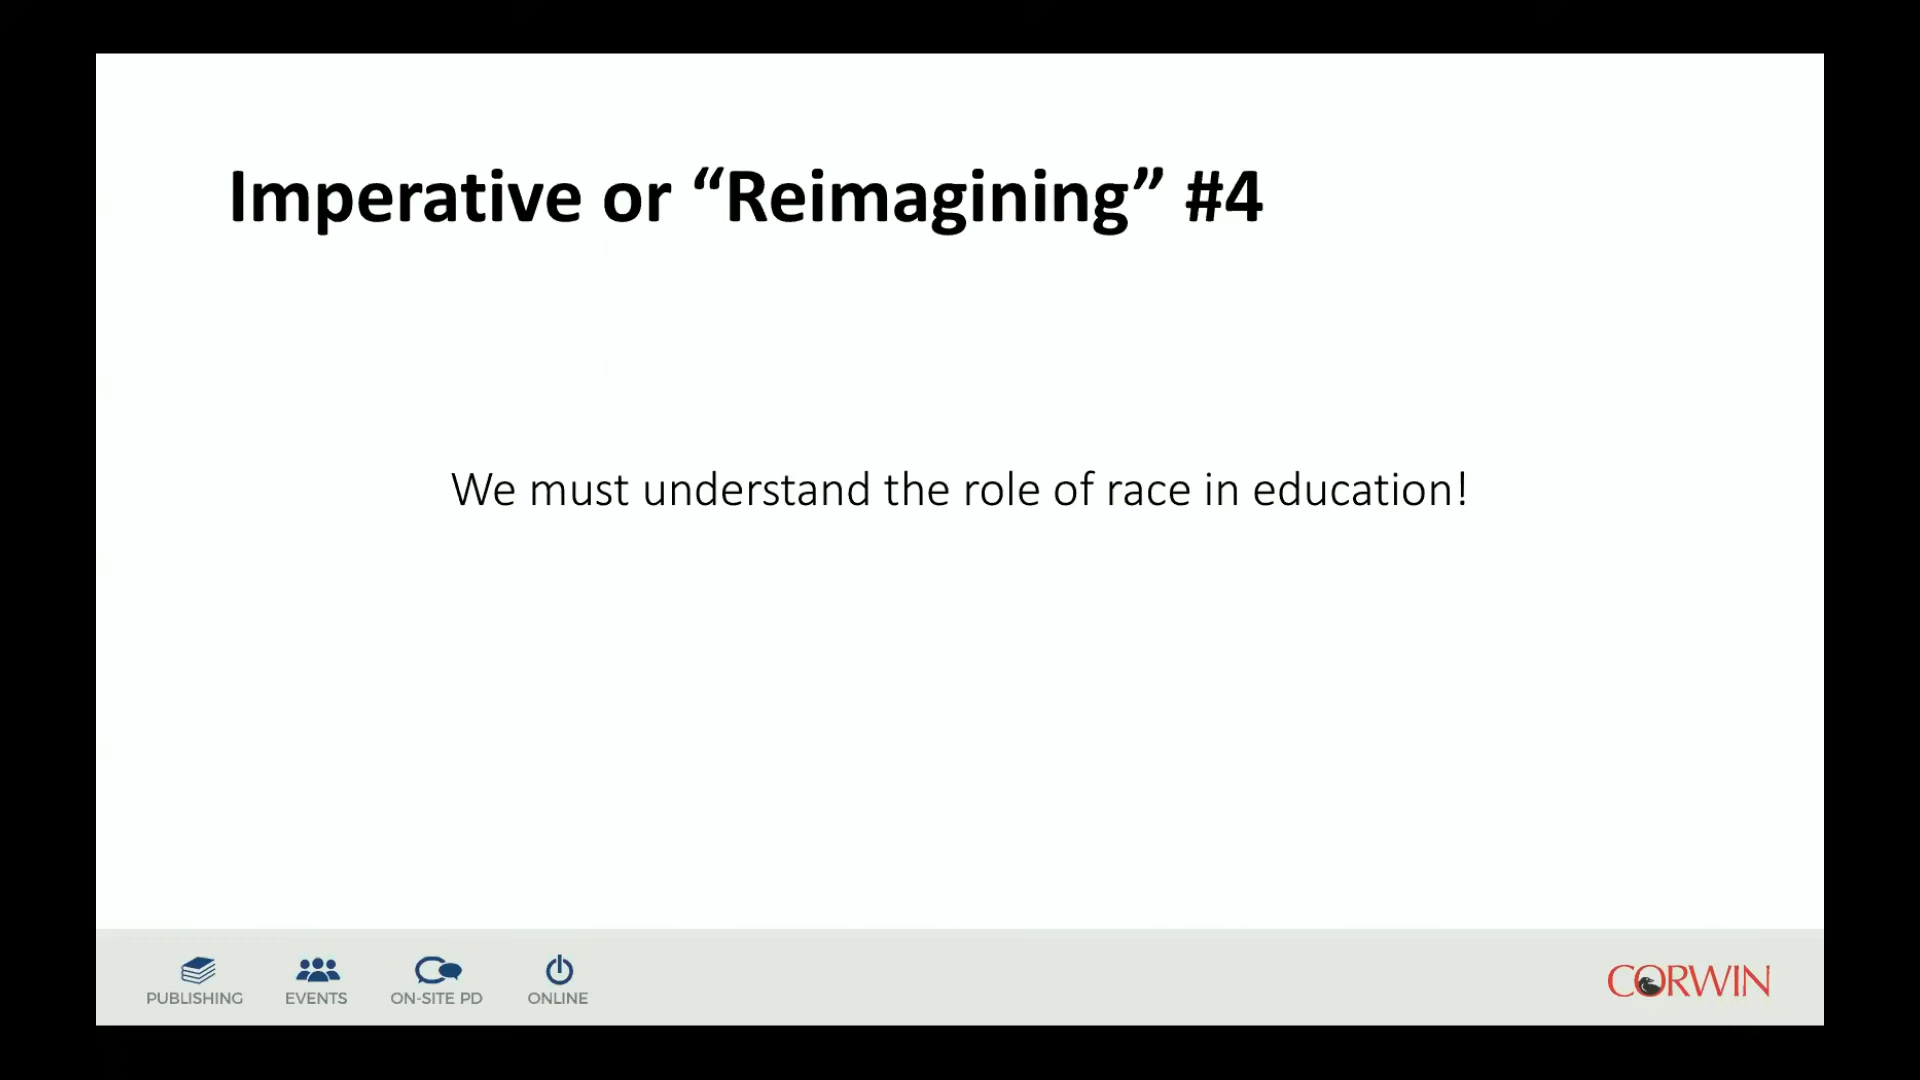 Imperative or “Reimagining” #4
We must understand the role of race in education!
PUBLISHING
EVENTS
ON-SITE PD
ONLINE
CORWIN